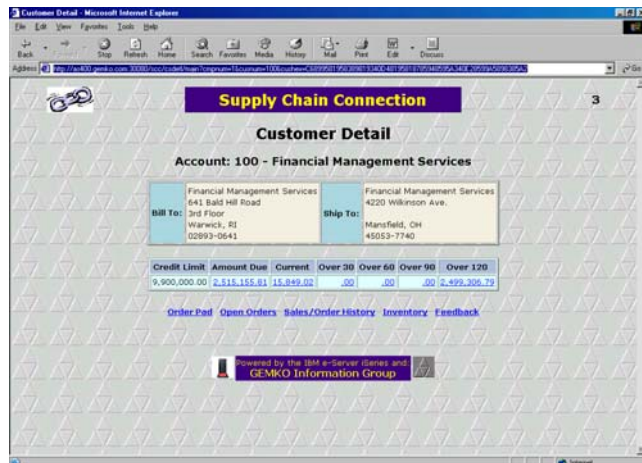 Customer Detail - Microsoft Internet Explorer
File Edit View Favorites Tools Help
Back Stop Refresh Home Search Favorites Media History Mail Print Edit Discuss
Address Go
Supply Chain Connection
3
Customer Detail
Account: 100 - Financial Management Services
Bill To:
Financial Management Services
641 Bald Hill Road
3rd Floor
Warwick, RI
02893-0641
Ship To:
Financial Management Services
4220 Wilkinson Ave.
Mansfield, OH
45053-7740
Credit Limit Amount Due Current Over 30 Over 60 Over 90 Over 120
9,900,000.00 2,515,155.81 15,849.02 .00 .00 .00 2,499,306.79
Order Pad Open Orders Sales/Order History Inventory Feedback
Powered by the IBM e-Server iSeries and:
GEMKO Information Group
Internet